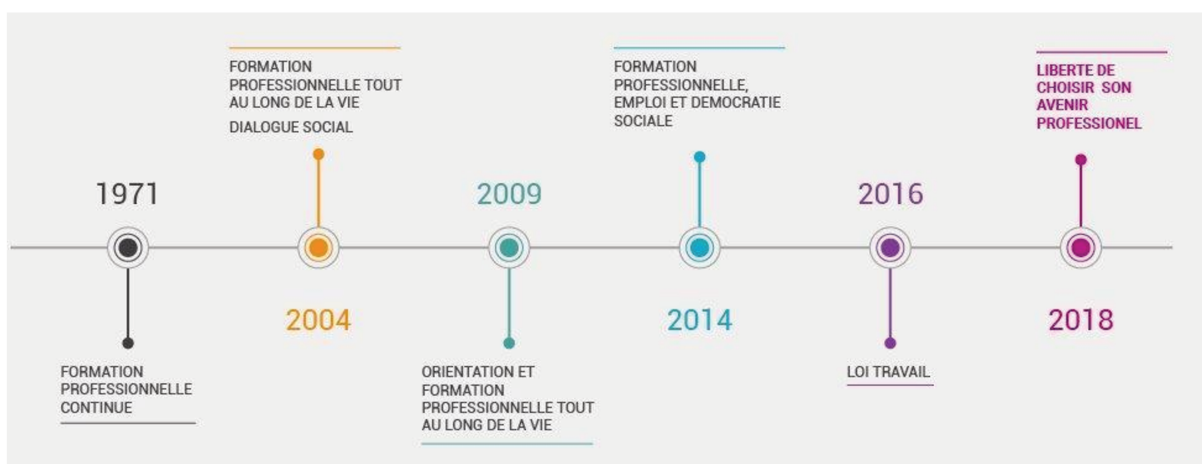 1971
FORMATION
PROFESSIONNELLE
CONTINUE
FORMATION
PROFESSIONNELLE TOUT
AU LONG DE LA VIE
DIALOGUE SOCIAL
2004
2009
ORIENTATION ET
FORMATION
PROFESSIONNELLE TOUT
AU LONG DE LA VIE
FORMATION
PROFESSIONNELLE,
EMPLOI ET DEMOCRATIE
SOCIALE
2014
2016
LOI TRAVAIL
LIBERTE DE
CHOISIR SON
AVENIR
PROFESSIONEL
2018